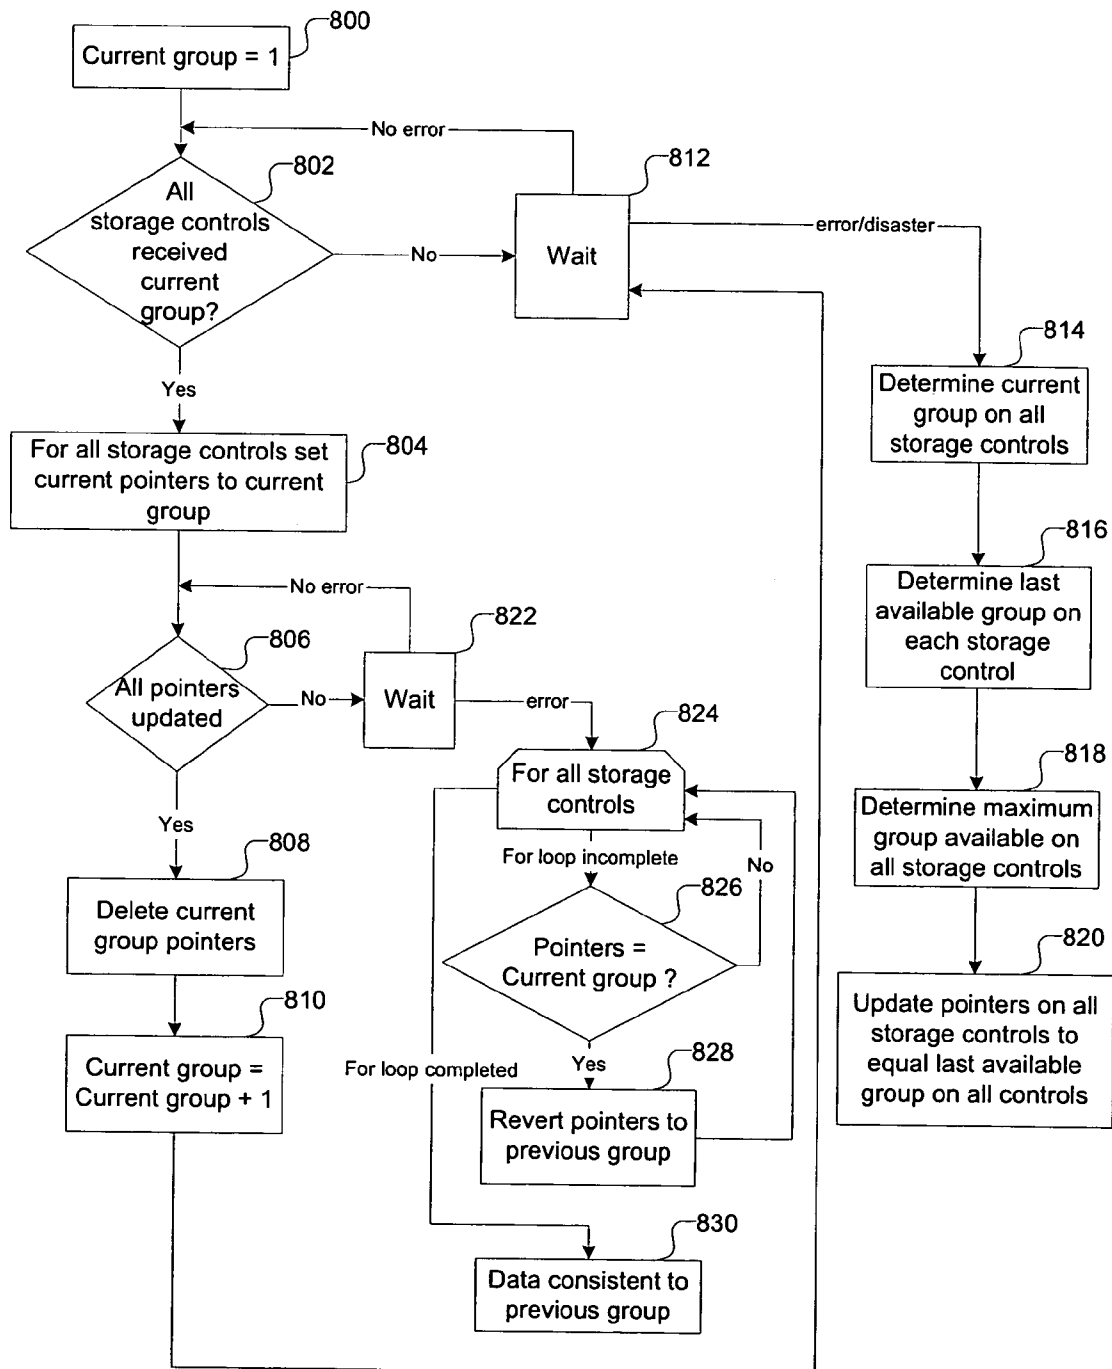 800
Current group = 1
No error
802
812
All
storage controls
received
current
group?
No
Wait
error/disaster
814
Yes
Determine current
group on all
storage controls
804
For all storage controls set
current pointers to current
group
816
No error
Determine last
available group on
each storage
control
822
806
All pointers
updated
No
Wait
error
824
For all storage
controls
818
Determine maximum
group available on
all storage controls
Yes
808
For loop incomplete
No
826
Delete current
group pointers
Pointers =
Current group ?
820
Update pointers on all
storage controls to
equal last available
group on all controls
810
Current group =
Current group + 1
For loop completed
Yes
828
Revert pointers to
previous group
830
Data consistent to
previous group